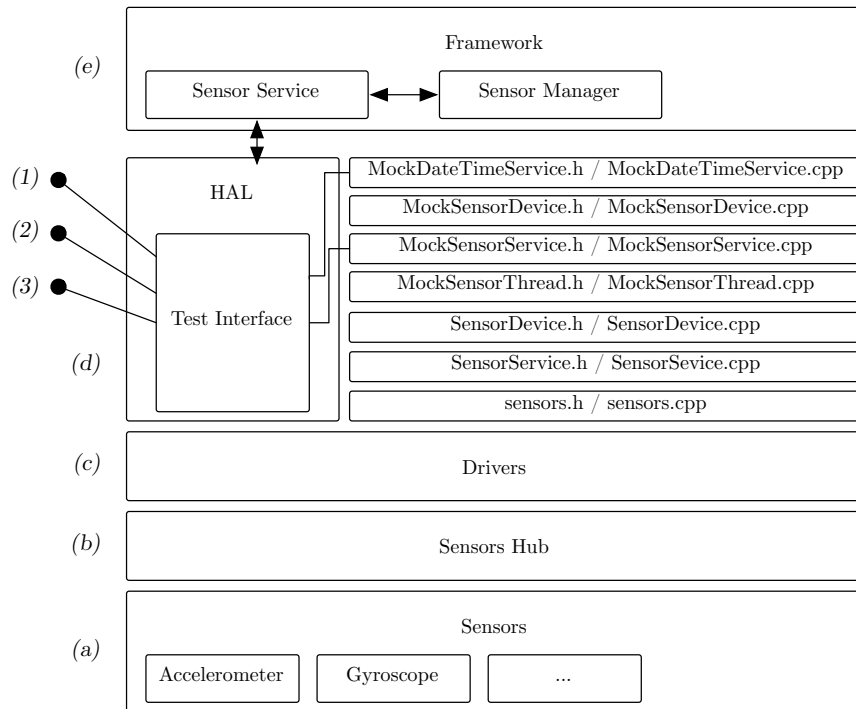 Framework
(e)
Sensor Service
Sensor Manager
(1)
(2)
(3)
HAL
Test Interface
(d)
MockDateTimeService.h / MockDateTimeService.cpp
MockSensorDevice.h / MockSensorDevice.cpp
MockSensorService.h / MockSensorService.cpp
MockSensorThread.h / MockSensorThread.cpp
SensorDevice.h / SensorDevice.cpp
SensorService.h / SensorSevice.cpp
sensors.h / sensors.cpp
(c)
Drivers
(b)
Sensors Hub
Sensors
(a)
Accelerometer
Gyroscope
...